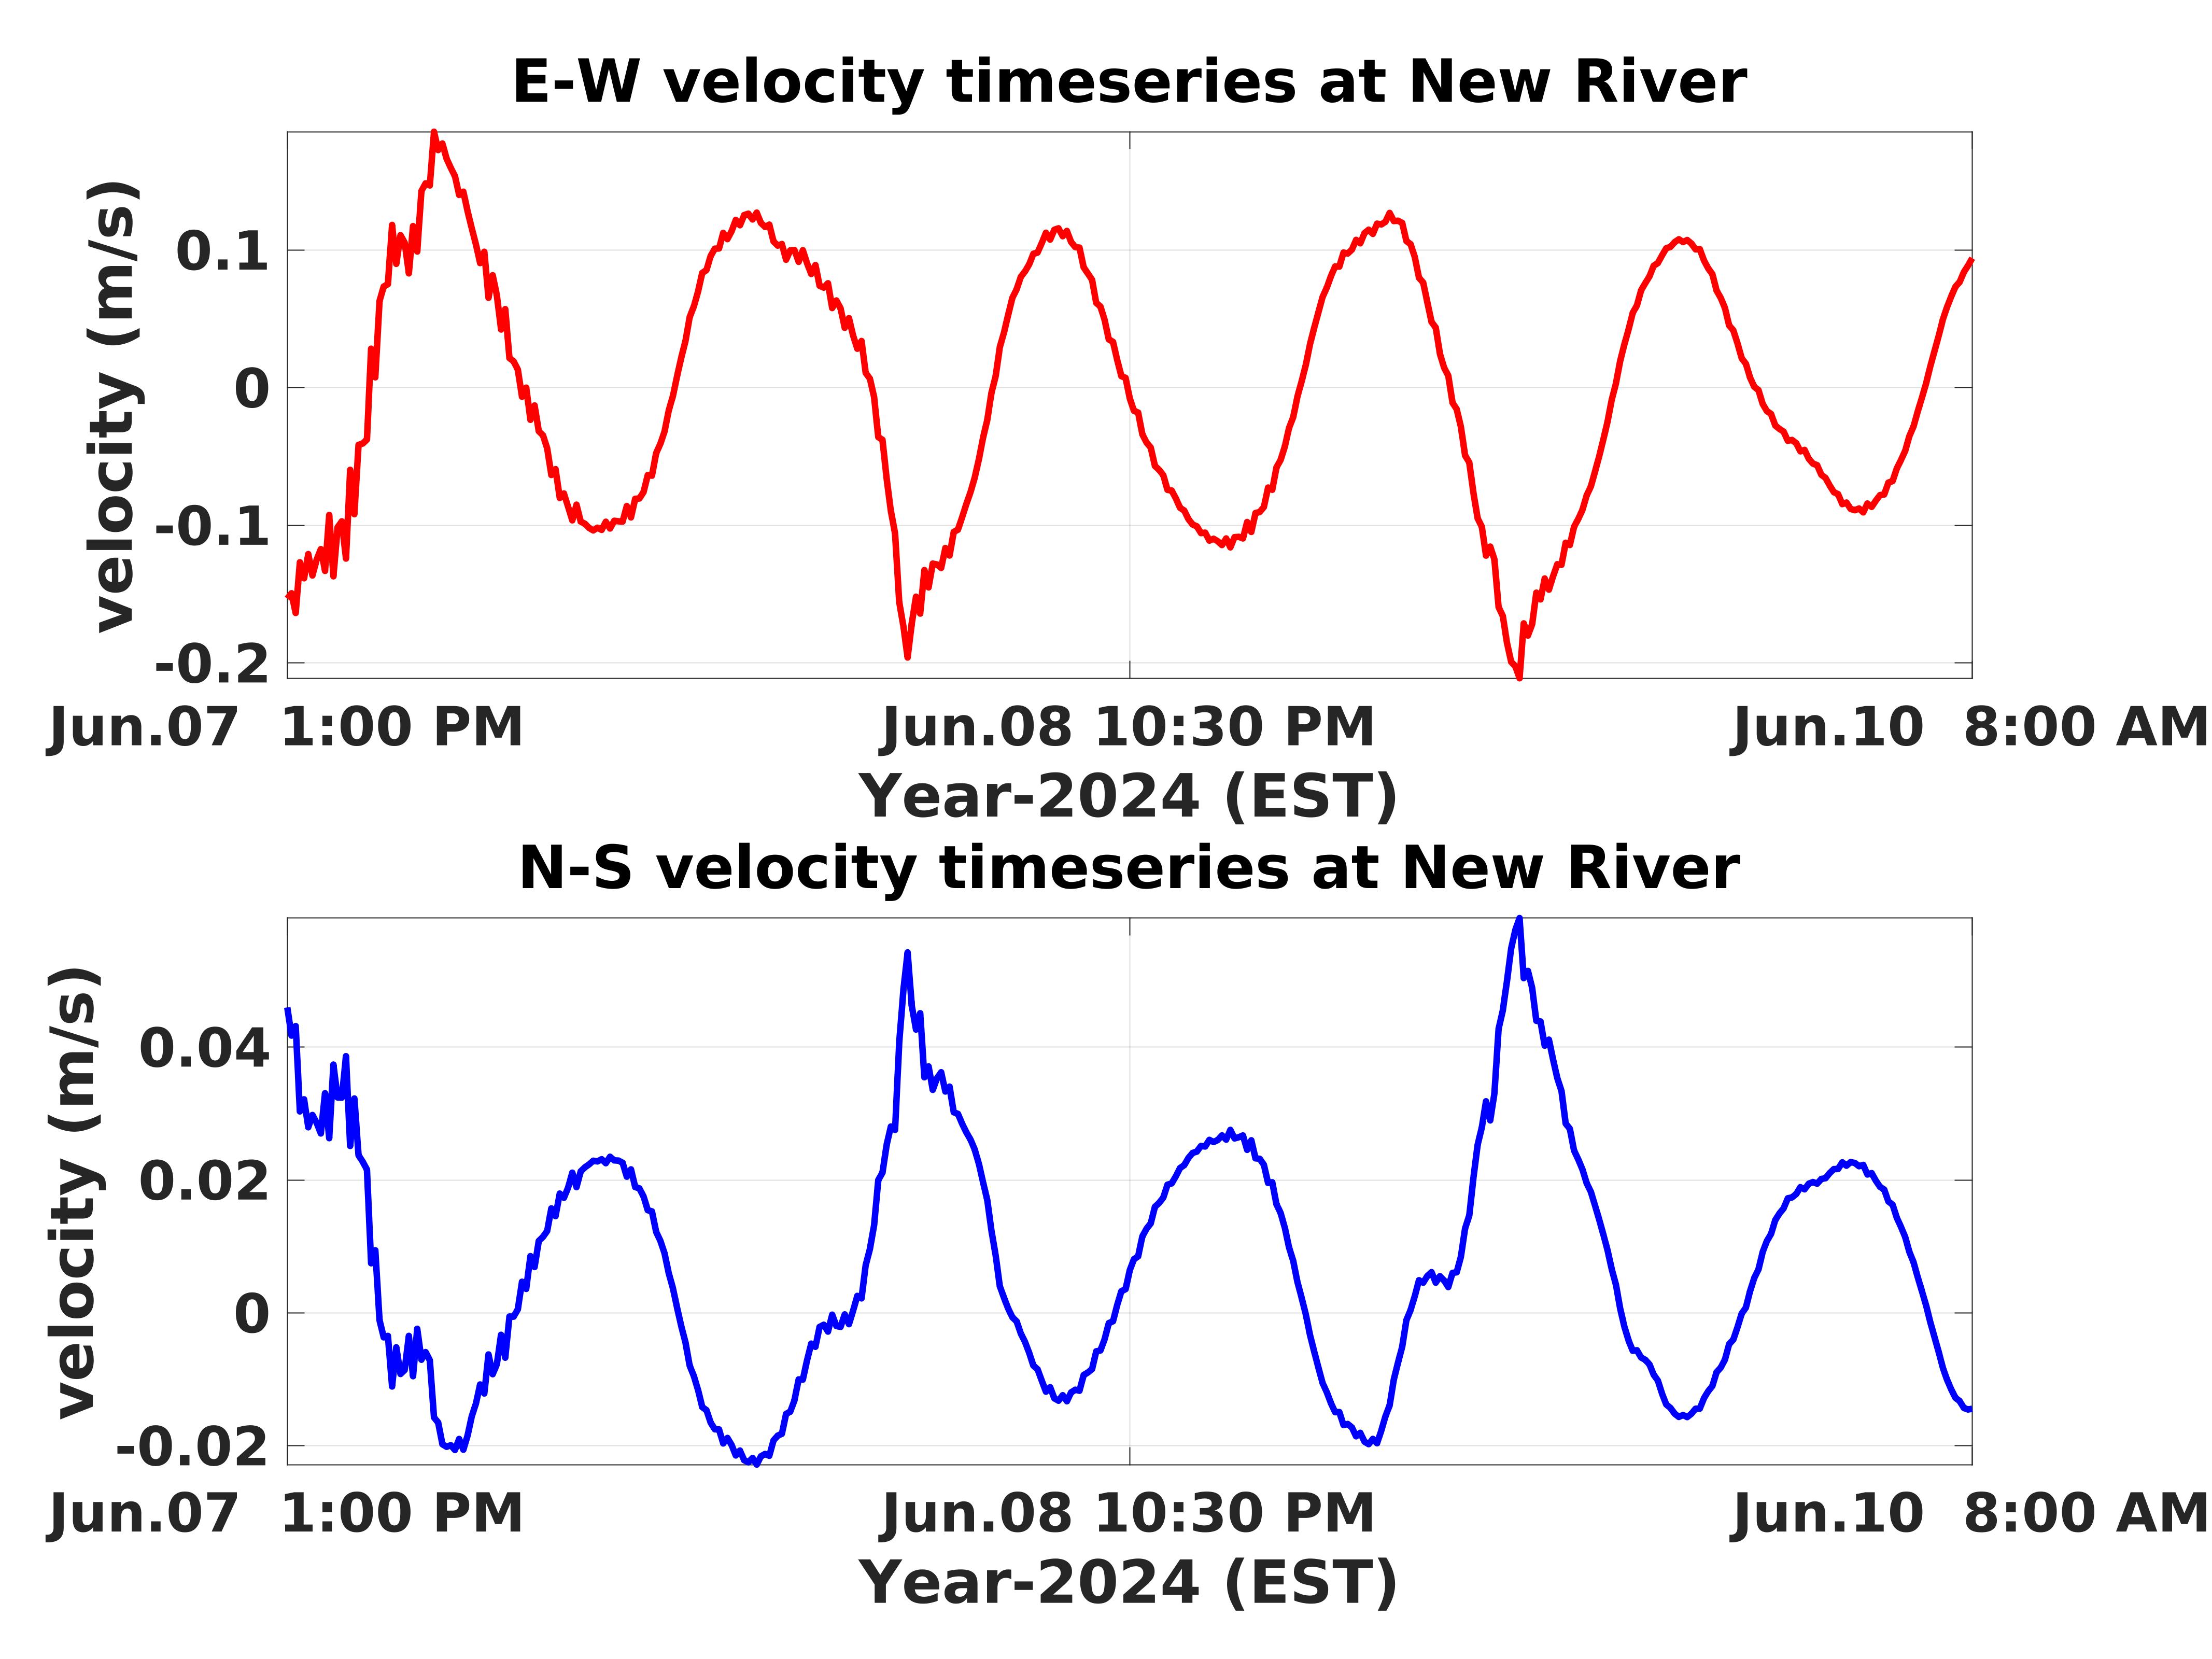 E-W velocity timeseries at New River
velocity (m/s)
0.1
0
-0.1
-0.2
Jun.07 1:00 PM
Jun.08 10:30 PM
Jun.10 8:00 AM
Year-2024 (EST)
N-S velocity timeseries at New River
velocity (m/s)
0.04
0.02
0
-0.02
Jun.07 1:00 PM
Jun.08 10:30 PM
Jun.10 8:00 AM
Year-2024 (EST)